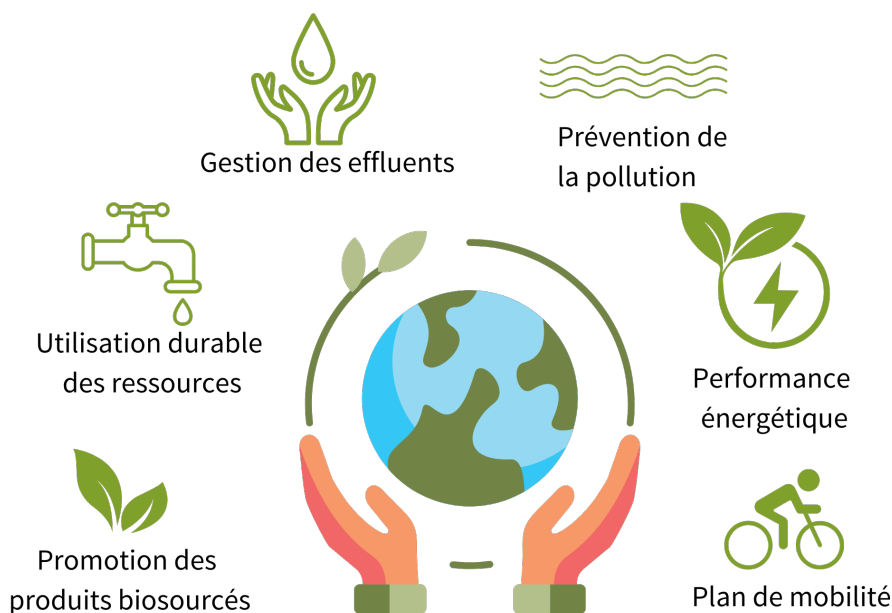 Gestion des effluents
Prévention de
la pollution
Utilisation durable
des ressources
Performance
énergétique
Promotion des
produits biosourcés
Plan de mobilité